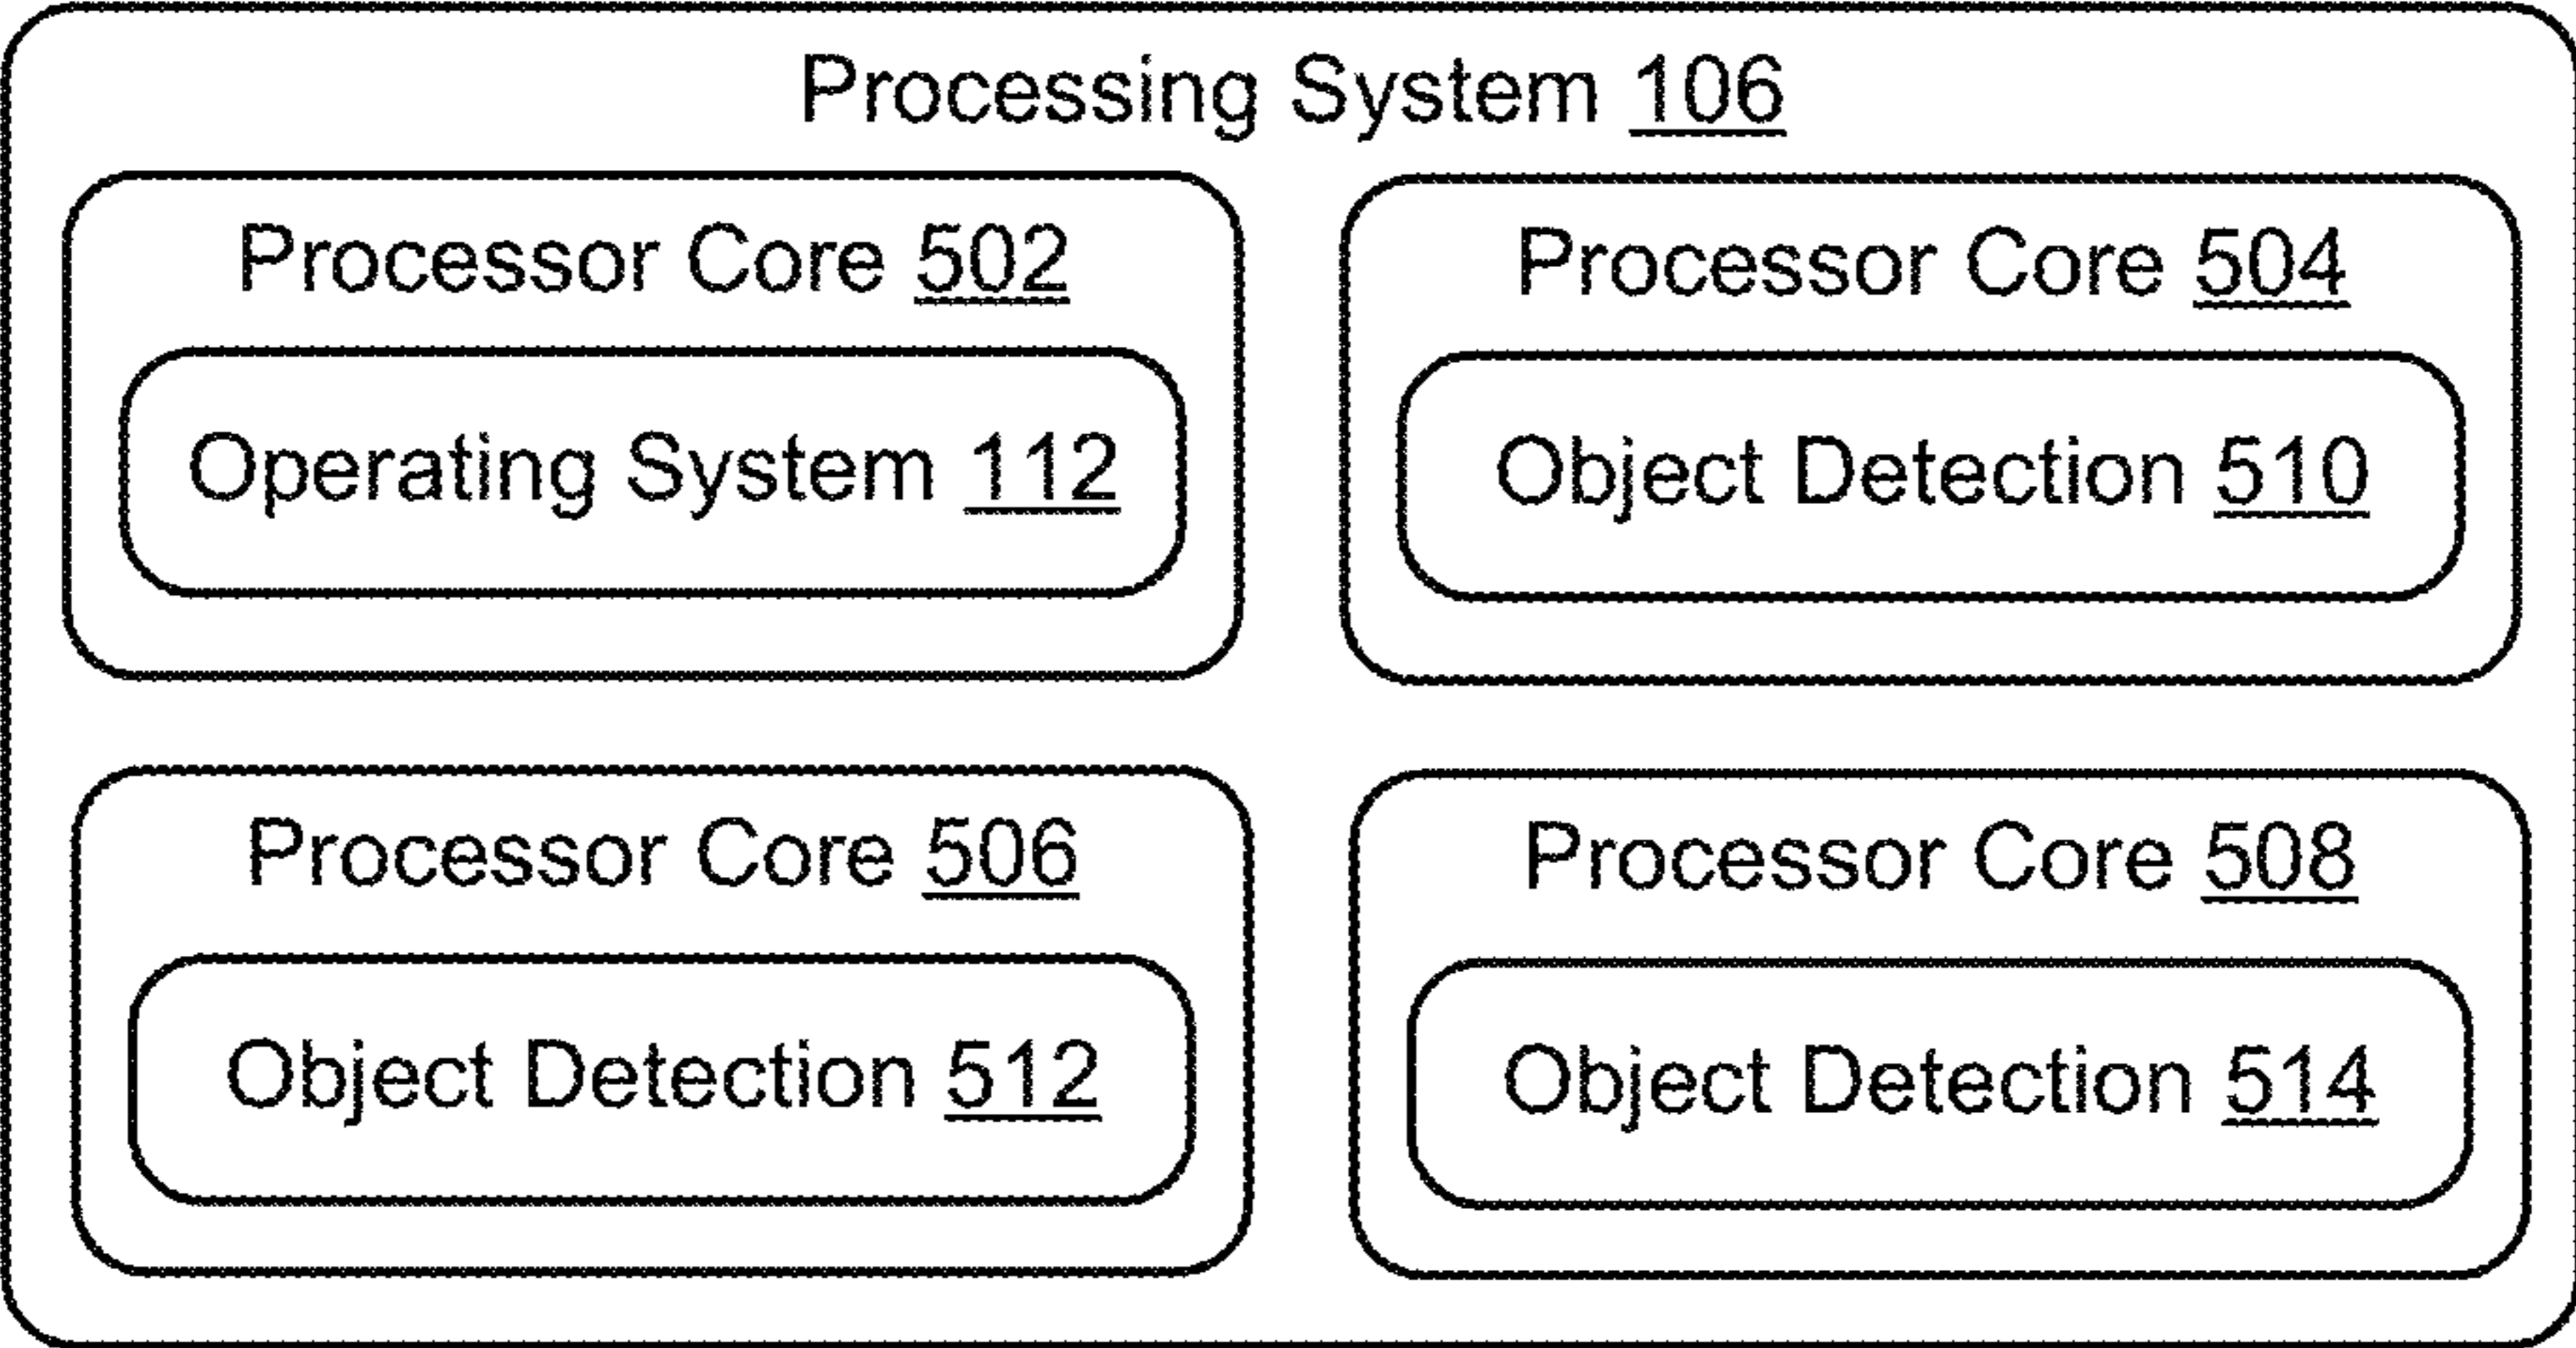 Processing System 106
Processor Core 502
Operating System 112
Processor Core 504
Object Detection 510
Processor Core 506
Object Detection 512
Processor Core 508
Object Detection 514